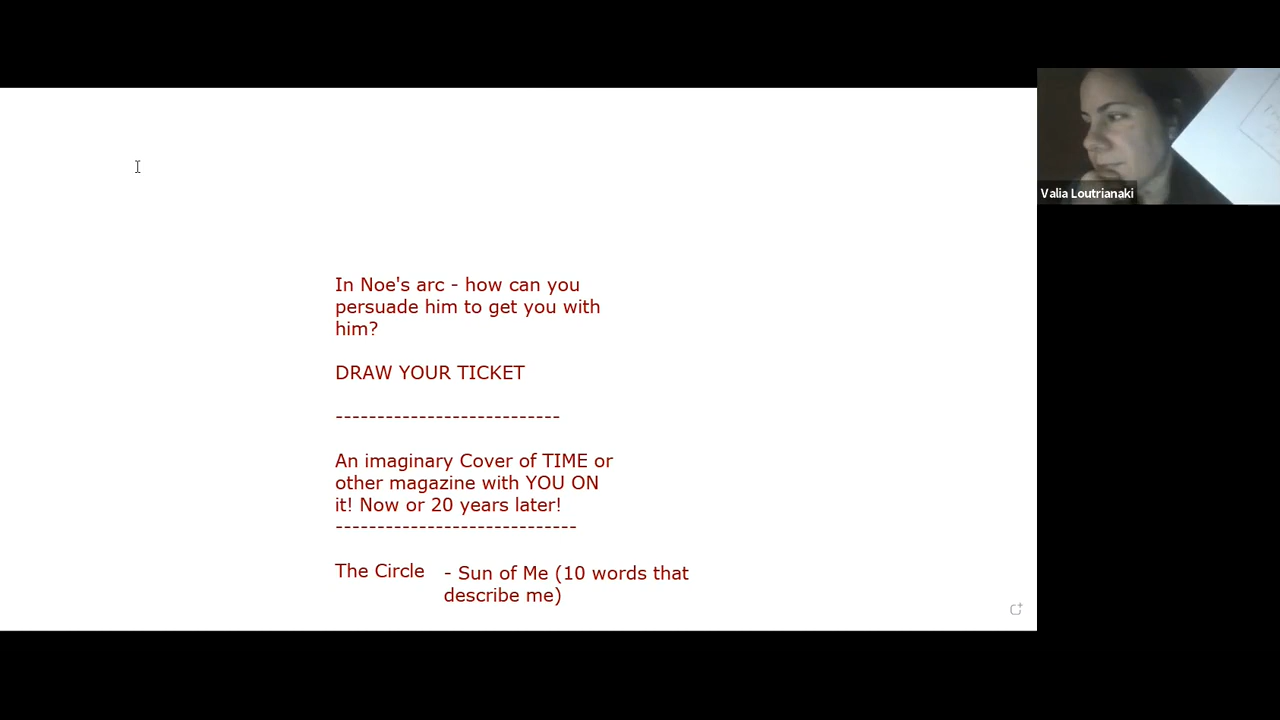 In Noe's arc - how can you
persuade him to get you with
him?
DRAW YOUR TICKET
--------------------------
An imaginary Cover of TIME or
other magazine with YOU ON
it! Now or 20 years later!
----------------------------
The Circle - Sun of Me (10 words that
describe me)
Valia Loutrianaki